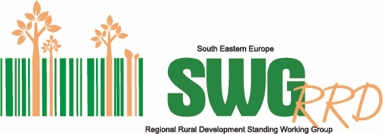 South Eastern Europe
SWG RRD
Regional Rural Development Standing Working Group